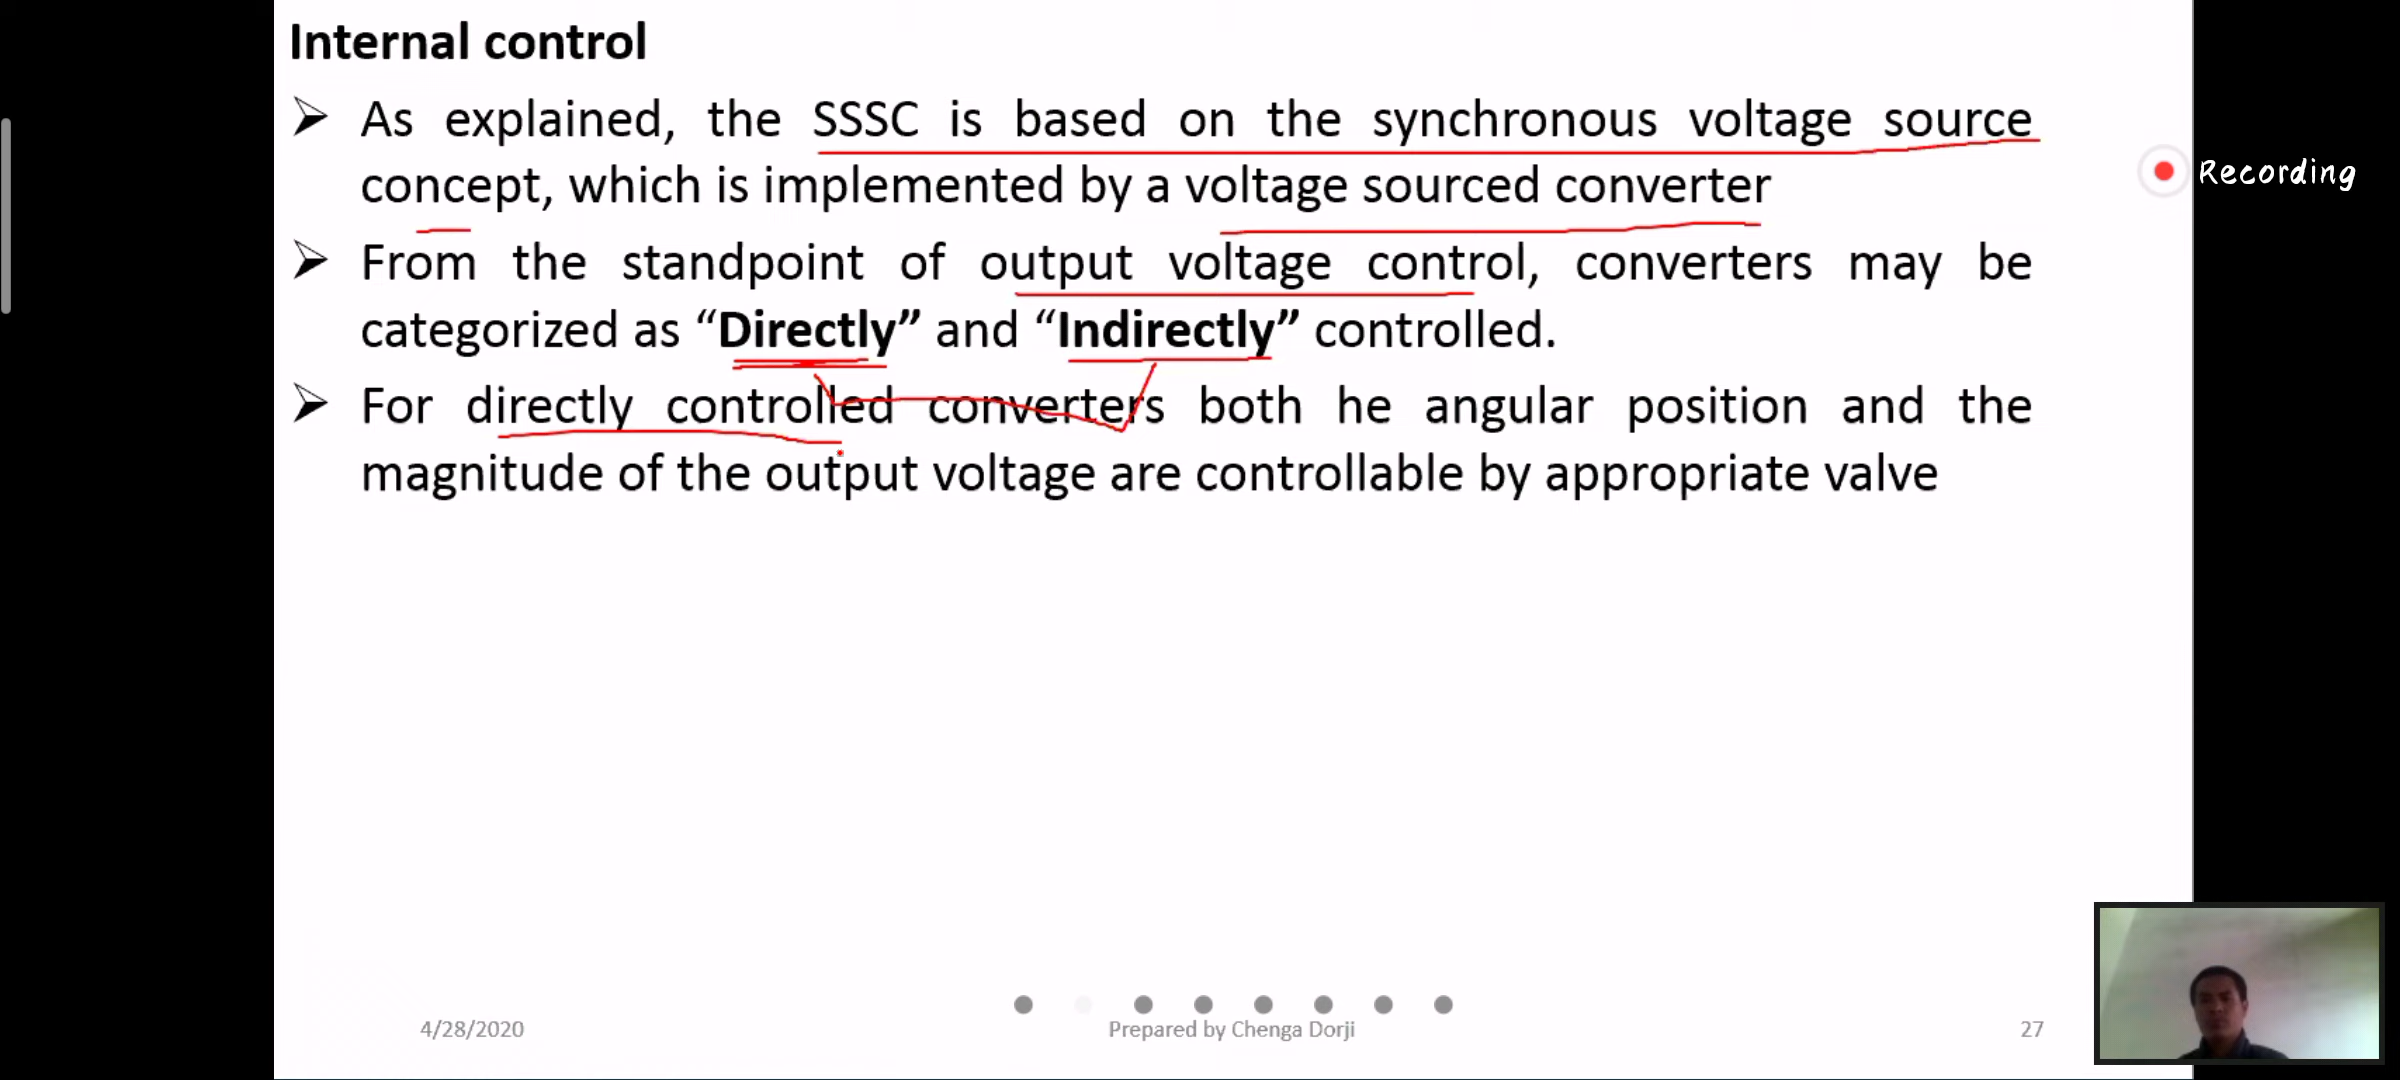 Internal control
As explained, the SSSC is based on the synchronous voltage source
concept, which is implemented by a voltage sourced converter
From the standpoint of output voltage control, converters may be
categorized as “Directly” and “Indirectly” controlled.
For directly controlled converters both he angular position and the
magnitude of the output voltage are controllable by appropriate valve
Recording
4/28/2020
Prepared by Chenga Dorji
27